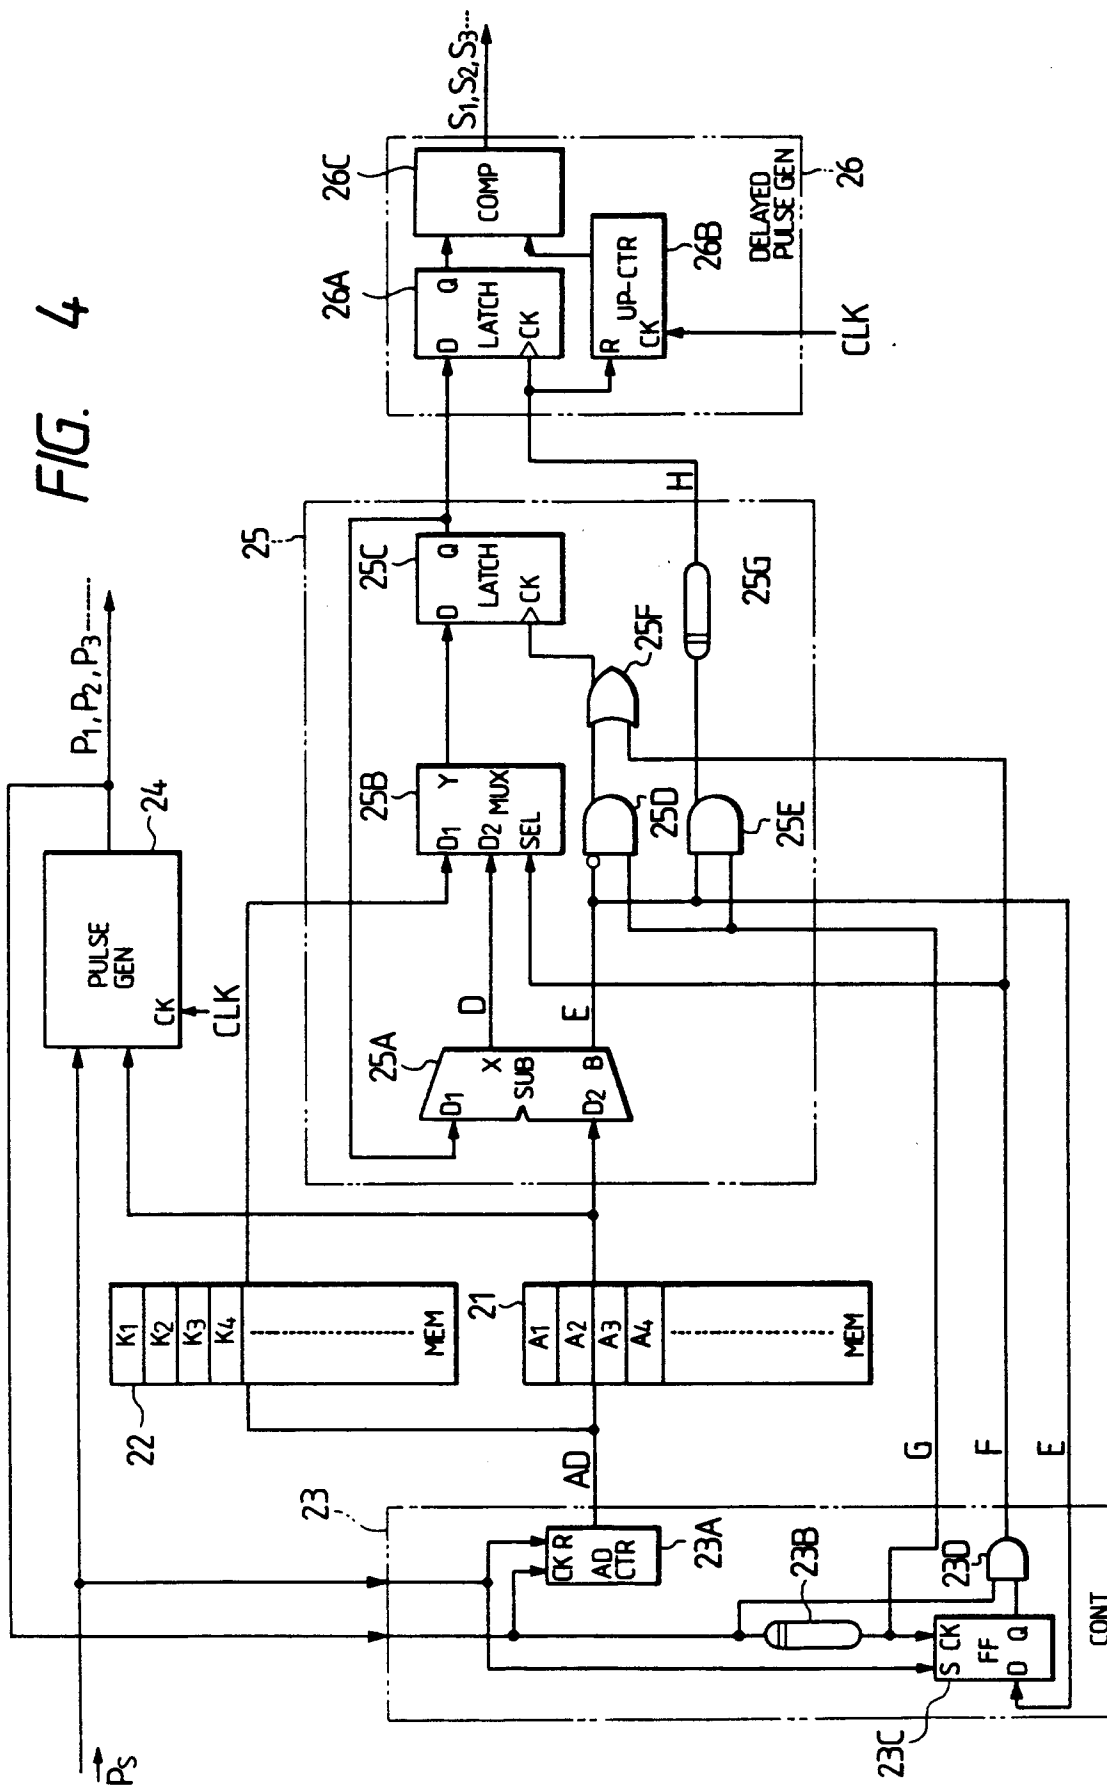 FIG. 4
Ps
P1, P2, P3
24
PULSE GEN
CK
CLK
22
K1
K2
K3
K4
MEM
21
A1
A2
A3
A4
MEM
23
AD
CK R
AD CTR
23A
23B
23C
S CK
FF
D Q
23D
CONT
G
F
E
25
25A
D1
X
SUB
D2
B
D
E
25B
D1
Y
D2
MUX
SEL
25C
D
Q
LATCH
CK
25D
25E
25F
25G
H
26A
D
Q
LATCH
CK
26C
COMP
S1, S2, S3
R
UP-CTR
CK
26B
CLK
DELAYED
PULSE GEN
26